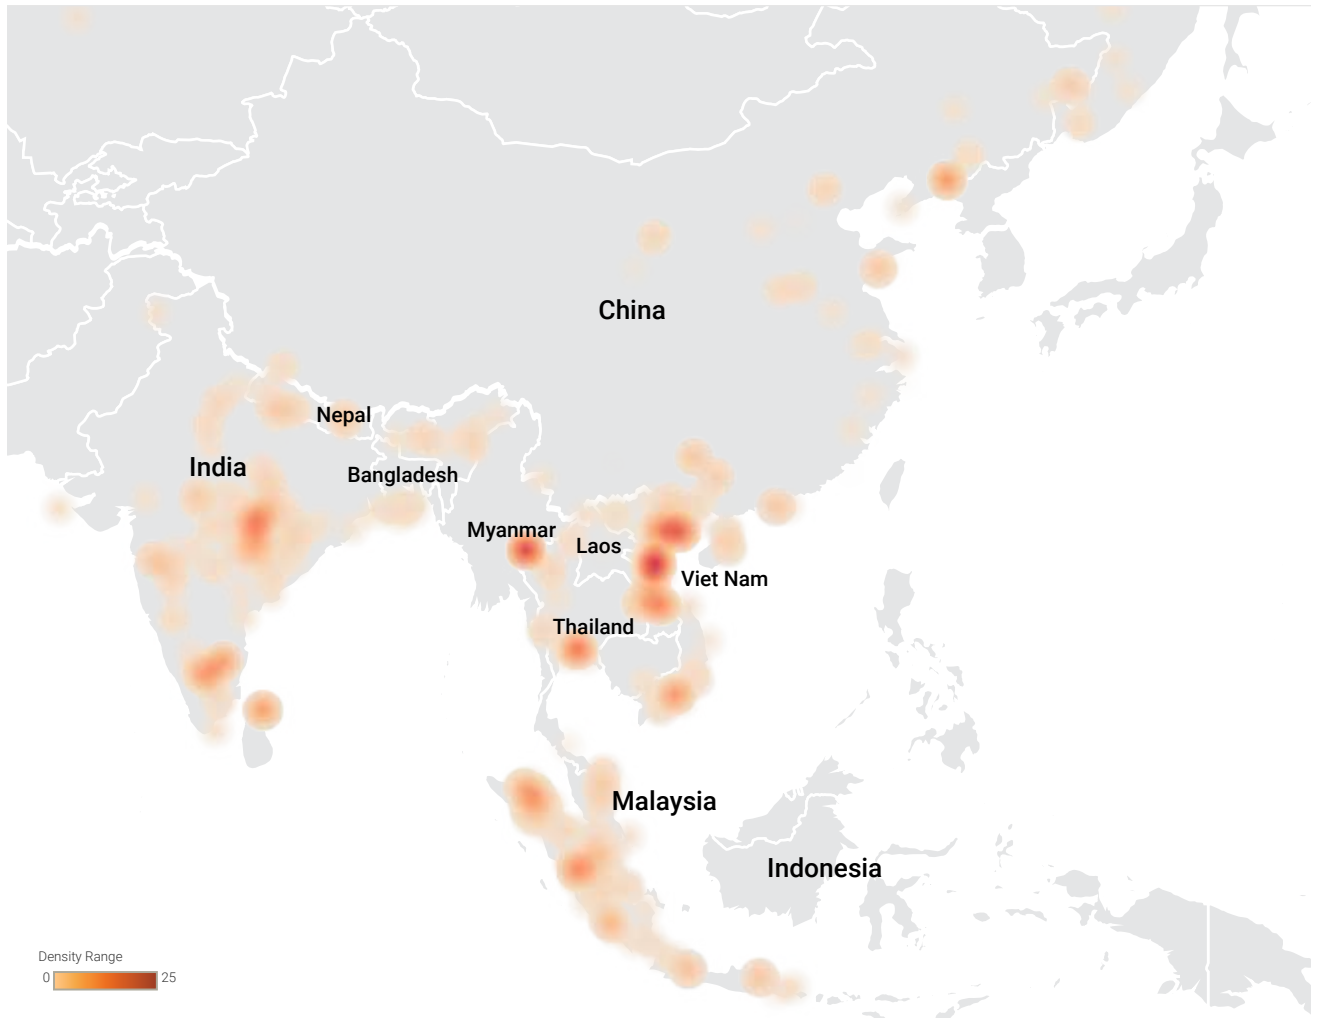 China
Nepal
India
Bangladesh
Myanmar
Laos
Viet Nam
Thailand
Malaysia
Indonesia
Density Range
0 25